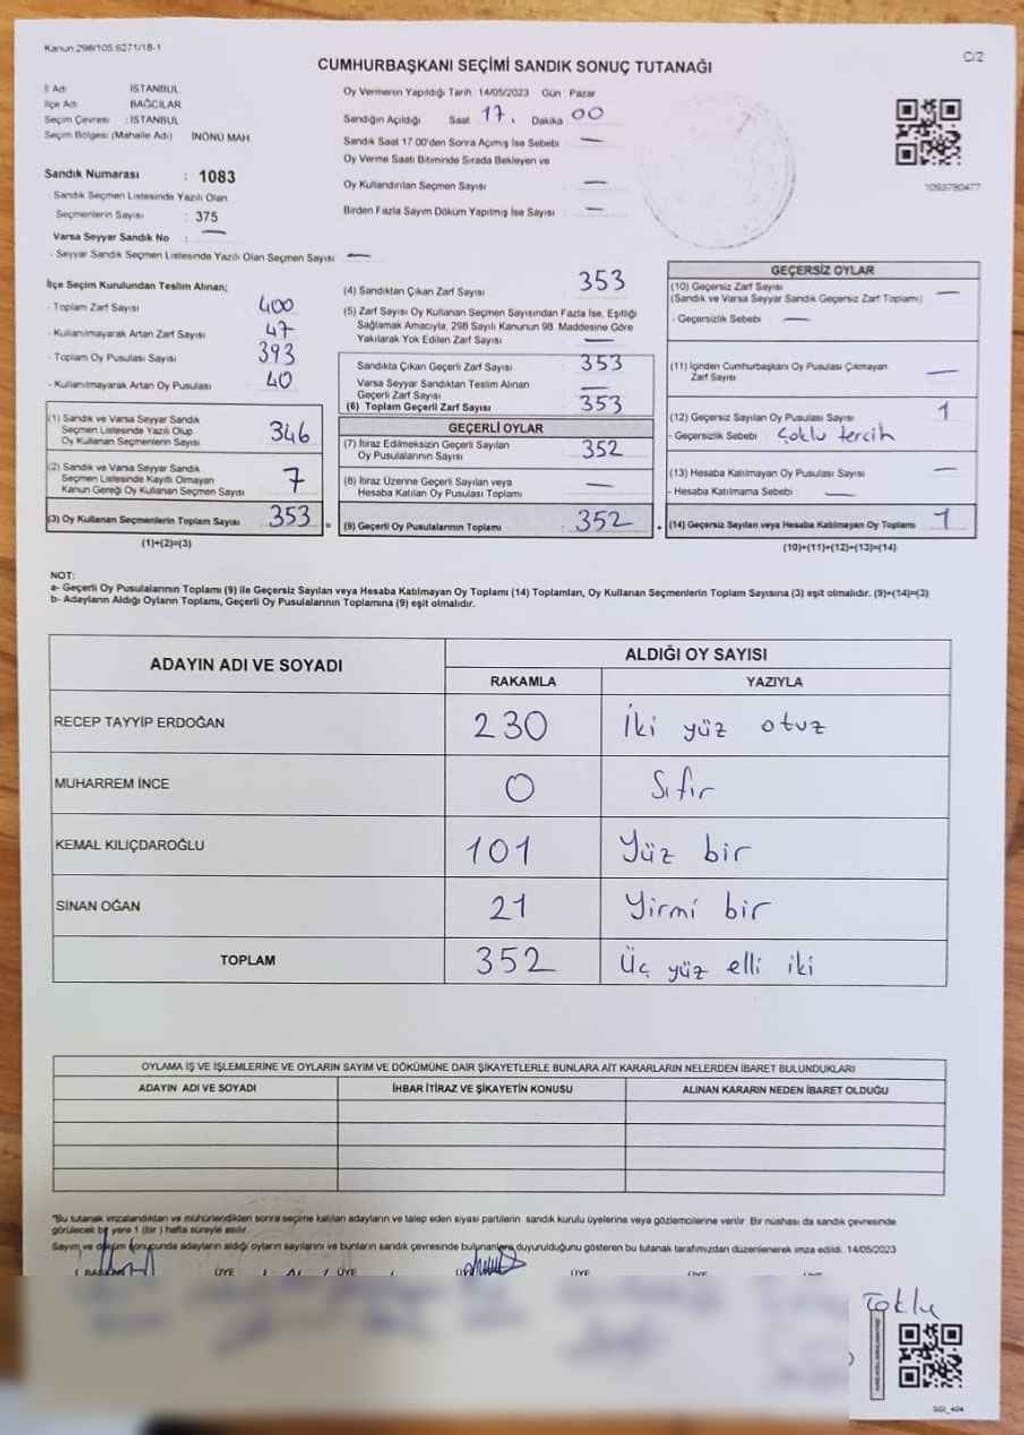 Kanun:298/105.6271/18-1
C/2
CUMHURBAŞKANI SEÇİMİ SANDIK SONUÇ TUTANAĞI
İl Adı : İSTANBUL
İlçe Adı : BAĞCILAR
Seçim Çevresi : İSTANBUL
Seçim Bölgesi (Mahalle Adı) : İNÖNÜ MAH.
Sandık Numarası : 1083
- Sandık Seçmen Listesinde Yazılı Olan
Seçmenlerin Sayısı : 375
Varsa Seyyar Sandık No : —
- Seyyar Sandık Seçmen Listesinde Yazılı Olan Seçmen Sayısı : —
Oy Vermenin Yapıldığı Tarih : 14/05/2023 Gün : Pazar
Sandığın Açıldığı Saat 17 : Dakika 00
Sandık Saat 17:00'den Sonra Açılmış İse Sebebi : —
Oy Verme Saati Bitiminde Sırada Bekleyen ve
Oy Kullandırılan Seçmen Sayısı : —
Birden Fazla Sayım Döküm Yapılmış İse Sayısı : —
1093780477
İlçe Seçim Kurulundan Teslim Alınan;
- Toplam Zarf Sayısı 400
- Kullanılmayarak Artan Zarf Sayısı 47
- Toplam Oy Pusulası Sayısı 393
- Kullanılmayarak Artan Oy Pusulası 40
(1) Sandık ve Varsa Seyyar Sandık
Seçmen Listesinde Yazılı Olup
Oy Kullanan Seçmenlerin Sayısı 346
(2) Sandık ve Varsa Seyyar Sandık
Seçmen Listesinde Kayıtlı Olmayan
Kanun Gereği Oy Kullanan Seçmen Sayısı 7
(3) Oy Kullanan Seçmenlerin Toplam Sayısı 353
(1)+(2)=(3)
(4) Sandıktan Çıkan Zarf Sayısı 353
(5) Zarf Sayısı Oy Kullanan Seçmen Sayısından Fazla İse, Eşitliği
Sağlamak Amacıyla, 298 Sayılı Kanunun 98. Maddesine Göre
Yakılarak Yok Edilen Zarf Sayısı —
Sandıkta Çıkan Geçerli Zarf Sayısı 353
Varsa Seyyar Sandıktan Teslim Alınan
Geçerli Zarf Sayısı —
(6) Toplam Geçerli Zarf Sayısı 353
GEÇERLİ OYLAR
(7) İtiraz Edilmeksizin Geçerli Sayılan
Oy Pusulalarının Sayısı 352
(8) İtiraz Üzerine Geçerli Sayılan veya
Hesaba Katılan Oy Pusulası Toplamı —
(9) Geçerli Oy Pusulalarının Toplamı 352
GEÇERSİZ OYLAR
(10) Geçersiz Zarf Sayısı —
(Sandık ve Varsa Seyyar Sandık Geçersiz Zarf Toplamı)
- Geçersizlik Sebebi : —
(11) İçinden Cumhurbaşkanı Oy Pusulası Çıkmayan
Zarf Sayısı —
(12) Geçersiz Sayılan Oy Pusulası Sayısı 1
- Geçersizlik Sebebi : Çoklu tercih
(13) Hesaba Katılmayan Oy Pusulası Sayısı —
- Hesaba Katılmama Sebebi : —
(14) Geçersiz Sayılan veya Hesaba Katılmayan Oy Toplamı 1
(10)+(11)+(12)+(13)=(14)
NOT:
a- Geçerli Oy Pusulalarının Toplamı (9) ile Geçersiz Sayılan veya Hesaba Katılmayan Oy Toplamı (14) Toplamları, Oy Kullanan Seçmenlerin Toplam Sayısına (3) eşit olmalıdır. (9)+(14)=(3)
b- Adayların Aldığı Oyların Toplamı, Geçerli Oy Pusulalarının Toplamına (9) eşit olmalıdır.
ADAYIN ADI VE SOYADI
ALDIĞI OY SAYISI
RAKAMLA YAZIYLA
RECEP TAYYİP ERDOĞAN 230 İki yüz otuz
MUHARREM İNCE 0 Sıfır
KEMAL KILIÇDAROĞLU 101 Yüz bir
SİNAN OĞAN 21 Yirmi bir
TOPLAM 352 Üç yüz elli iki
OYLAMA İŞ VE İŞLEMLERİNE VE OYLARIN SAYIM VE DÖKÜMÜNE DAİR ŞİKAYETLERLE BUNLARA AİT KARARLARIN NELERDEN İBARET BULUNDUKLARI
ADAYIN ADI VE SOYADI İHBAR İTİRAZ VE ŞİKAYETİN KONUSU ALINAN KARARIN NEDEN İBARET OLDUĞU
*Bu tutanak imzalandıktan ve mühürlendikten sonra seçime katılan adayların ve talep eden siyasi partilerin sandık kurulu üyelerine veya gözlemcilerine verilir. Bir nüshası da sandık çevresinde
görülecek bir yere 1 (bir) hafta süreyle asılır.
Sayım ve döküm sonucunda adayların aldığı oyların sayılarını ve bunların sandık çevresinde bulunanlara duyurulduğunu gösteren bu tutanak tarafımızdan düzenlenerek imza edildi. 14/05/2023
BAŞKAN ÜYE ÜYE ÜYE ÜYE ÜYE